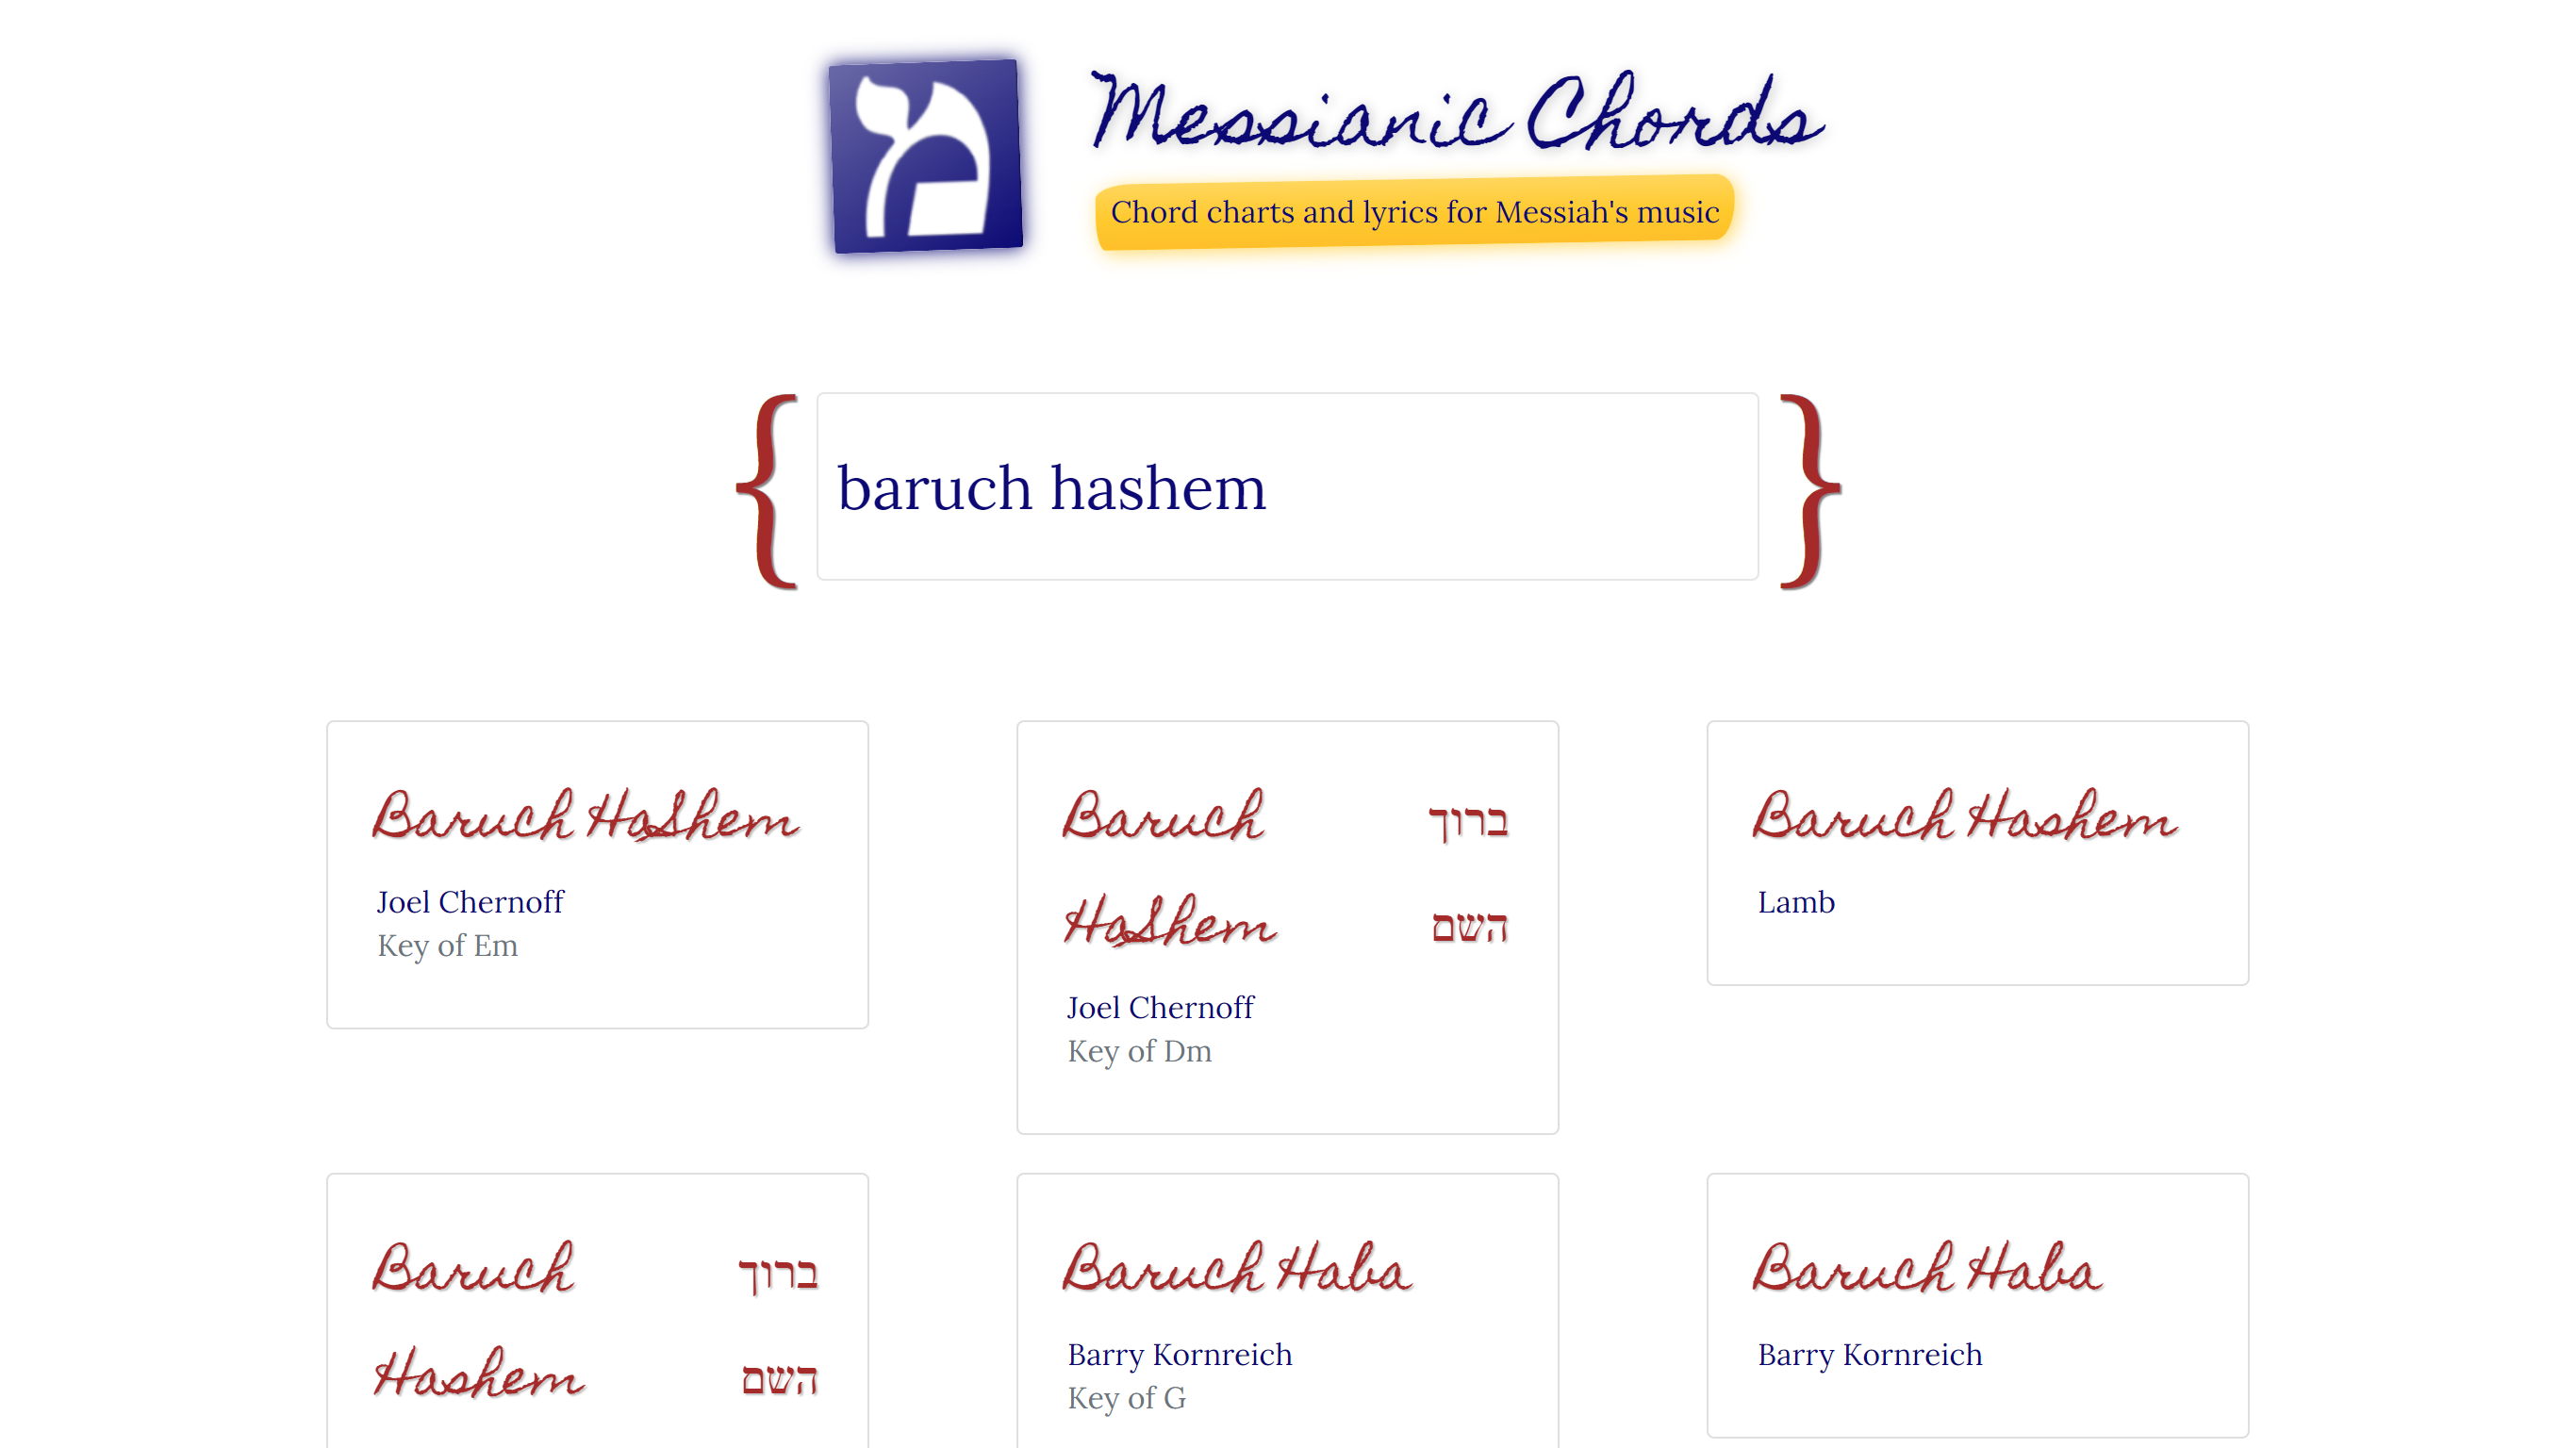 מ
Messianic Chords
Chord charts and lyrics for Messiah's music
{ baruch hashem }
Baruch HaShem
Joel Chernoff
Key of Em
Baruch ברוך
HaShem השם
Joel Chernoff
Key of Dm
Baruch Hashem
Lamb
Baruch ברוך
Hashem השם
Baruch Haba
Barry Kornreich
Key of G
Baruch Haba
Barry Kornreich